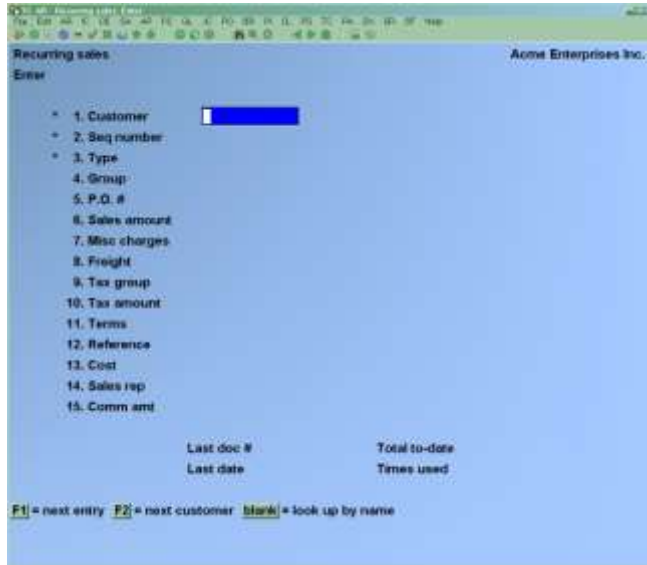 Recurring sales Acme Enterprises Inc.
Enter
* 1. Customer
* 2. Seq number
* 3. Type
4. Group
5. P.O. #
6. Sales amount
7. Misc charges
8. Freight
9. Tax group
10. Tax amount
11. Terms
12. Reference
13. Cost
14. Sales rep
15. Comm amt
Last doc # Total to-date
Last date Times used
F1 = next entry F2 = next customer blank = look up by name